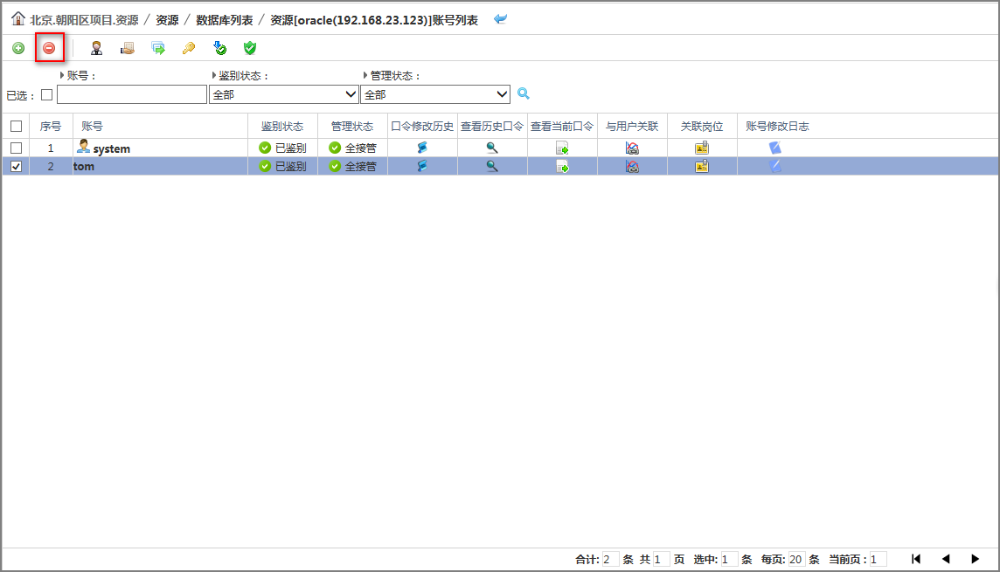 北京.朝阳区项目.资源 / 资源 / 数据库列表 / 资源[oracle(192.168.23.123)]账号列表
账号： 鉴别状态： 管理状态：
已选： 全部 全部
序号 账号 鉴别状态 管理状态 口令修改历史 查看历史口令 查看当前口令 与用户关联 关联岗位 账号修改日志
1 system 已鉴别 全接管
2 tom 已鉴别 全接管
合计: 2 条 共 1 页 选中: 1 条 每页: 20 条 当前页： 1